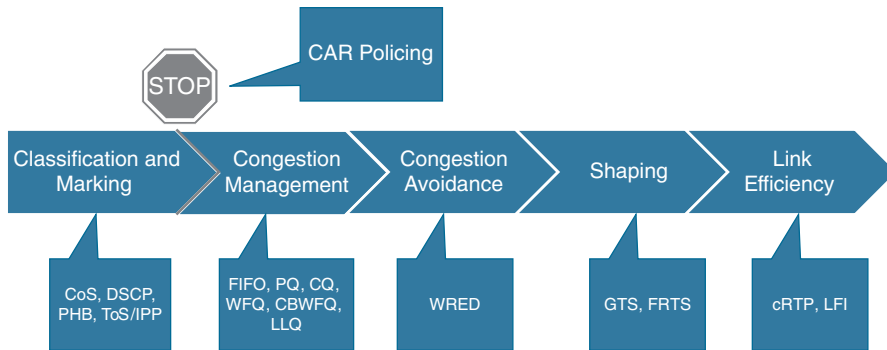 CAR Policing
STOP
Classification and
Marking
Congestion
Management
Congestion
Avoidance
Shaping
Link
Efficiency
CoS, DSCP,
PHB, ToS/IPP
FIFO, PQ, CQ,
WFQ, CBWFQ,
LLQ
WRED
GTS, FRTS
cRTP, LFI